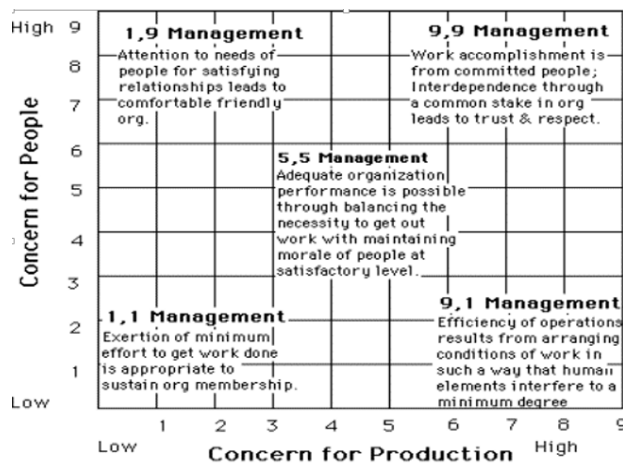 High 9
8
7
6
5
4
3
2
1
Low
Concern for People
1,9 Management
Attention to needs of
people for satisfying
relationships leads to
comfortable friendly
org.
9,9 Management
Work accomplishment is
from committed people;
Interdependence through
a common stake in org
leads to trust & respect.
5,5 Management
Adequate organization
performance is possible
through balancing the
necessity to get out
work with maintaining
morale of people at
satisfactory level.
1,1 Management
Exertion of minimum
effort to get work done
is appropriate to
sustain org membership.
9,1 Management
Efficiency of operations
results from arranging
conditions of work in
such a way that human
elements interfere to a
minimum degree
1 2 3 4 5 6 7 8 9
Low High
Concern for Production